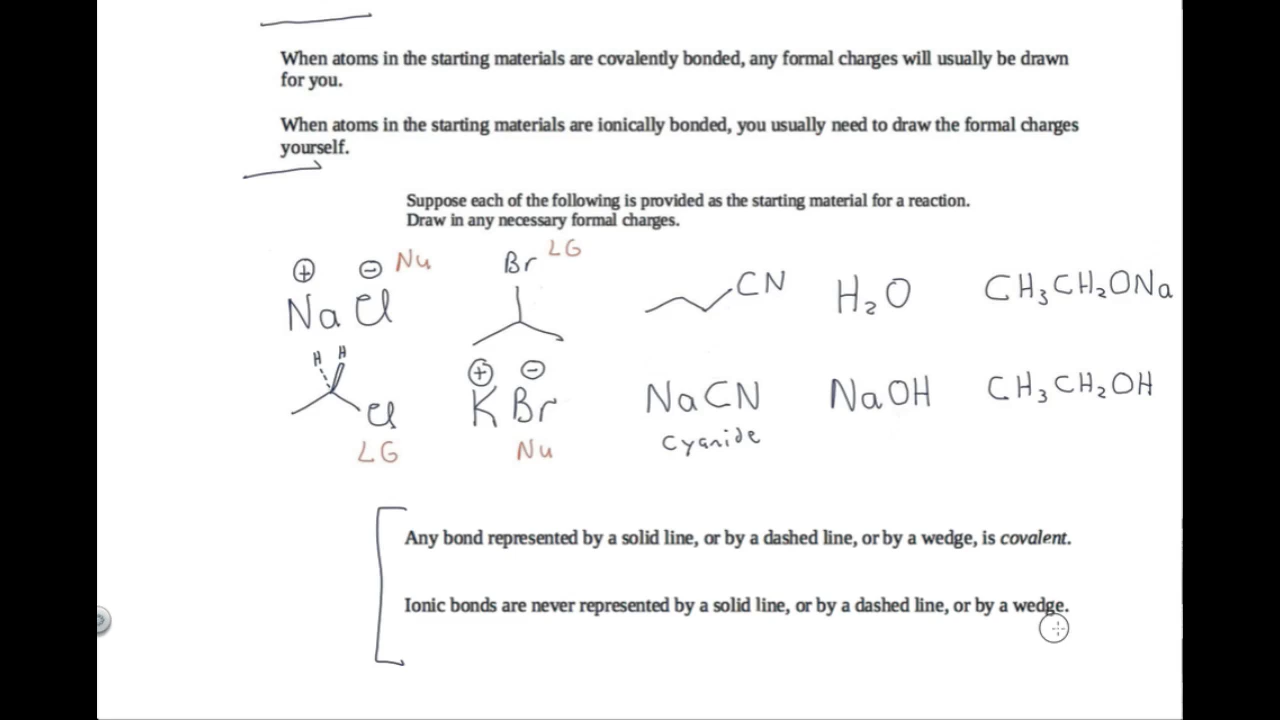 When atoms in the starting materials are covalently bonded, any formal charges will usually be drawn
for you.
When atoms in the starting materials are ionically bonded, you usually need to draw the formal charges
yourself.
Suppose each of the following is provided as the starting material for a reaction.
Draw in any necessary formal charges.
⊕ ⊖ Nu
NaCl
Br LG
CN
H₂O
CH₃CH₂ONa
H H
Cl
LG
⊕ ⊖
KBr
Nu
NaCN
cyanide
NaOH
CH₃CH₂OH
Any bond represented by a solid line, or by a dashed line, or by a wedge, is covalent.
Ionic bonds are never represented by a solid line, or by a dashed line, or by a wedge.